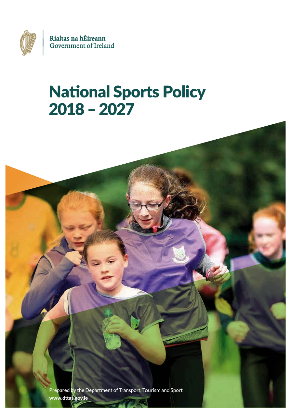 Rialtas na hÉireann
Government of Ireland
National Sports Policy
2018 – 2027
Prepared by the Department of Transport, Tourism and Sport
www.dttas.gov.ie